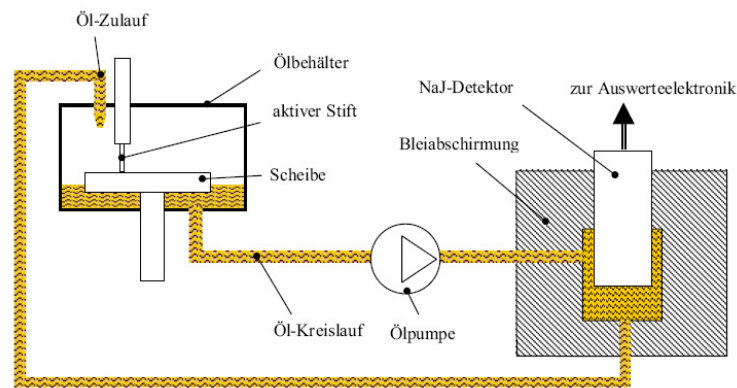 Öl-Zulauf
Ölbehälter
NaJ-Detektor
zur Auswerteelektronik
aktiver Stift
Bleiabschirmung
Scheibe
Öl-Kreislauf
Ölpumpe